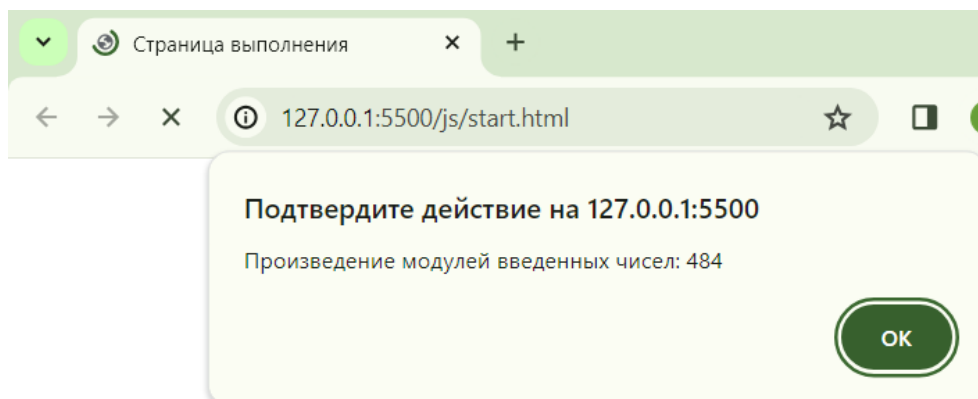 Страница выполнения
127.0.0.1:5500/js/start.html
Подтвердите действие на 127.0.0.1:5500
Произведение модулей введенных чисел: 484
ОК